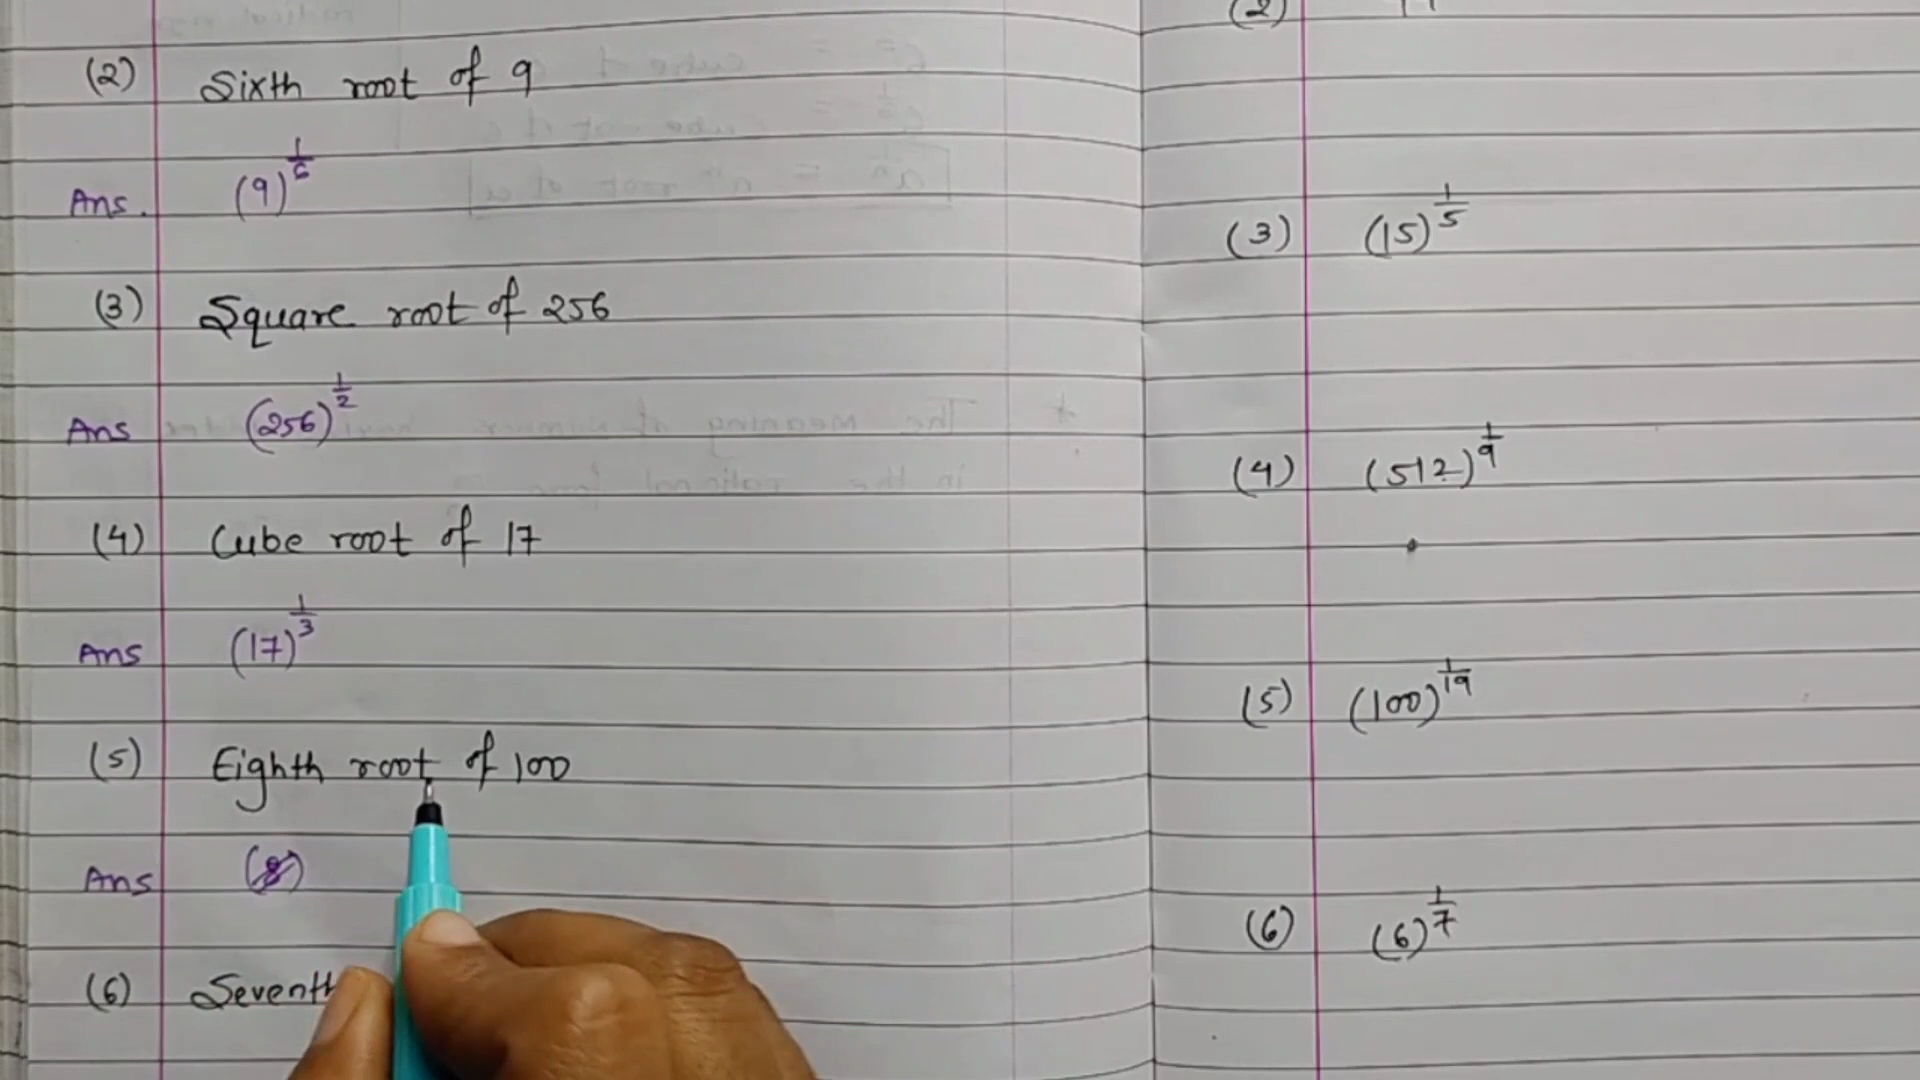 (2) Sixth root of 9
Ans. (9)^1/6
(3) Square root of 256
Ans (256)^1/2
(4) Cube root of 17
Ans (17)^1/3
(5) Eighth root of 100
Ans (8)
(6) Seventh
(2)
(3) (15)^1/5
(4) (512)^1/9
(5) (100)^1/19
(6) (6)^1/7